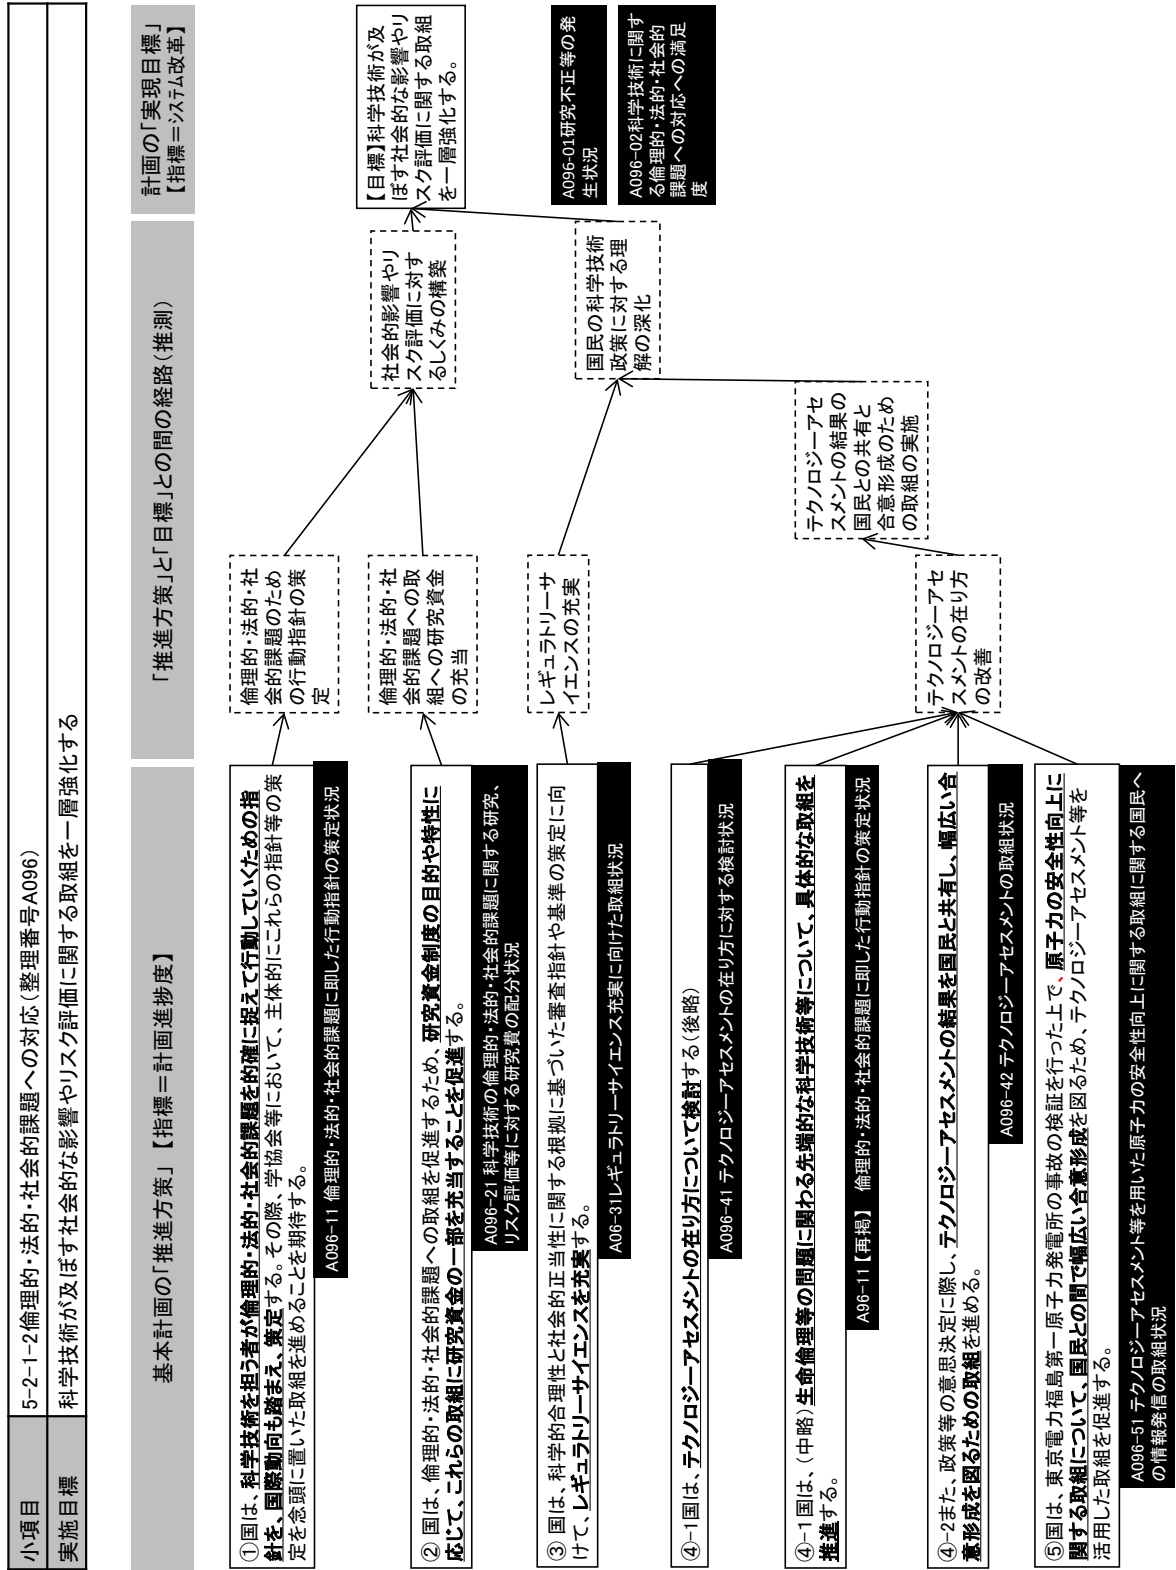 小項目
5-2-1-2倫理的・法的・社会的課題への対応（整理番号A096）
実施目標
科学技術が及ぼす社会的な影響やリスク評価に関する取組を一層強化する
基本計画の「推進方策」【指標＝計画進捗度】
「推進方策」と「目標」との間の経路（推測）
計画の「実現目標」
【指標＝システム改革】
①国は、科学技術を担う者が倫理的・法的・社会的課題を的確に捉えて行動していくための指
針を、国際動向も踏まえ、策定する。その際、学協会等において、主体的にこれらの指針等の策
定を念頭に置いた取組を進めることを期待する。
A096-11 倫理的・法的・社会的課題に即した行動指針の策定状況
② 国は、倫理的・法的・社会的課題への取組を促進するため、研究資金制度の目的や特性に
応じて、これらの取組に研究資金の一部を充当することを促進する。
A096-21 科学技術の倫理的・法的・社会的課題に関する研究、
リスク評価等に対する研究費の配分状況
③ 国は、科学的合理性と社会的正当性に関する根拠に基づいた審査指針や基準の策定に向
けて、レギュラトリーサイエンスを充実する。
A06-31レギュラトリーサイエンス充実に向けた取組状況
④-1国は、テクノロジーアセスメントの在り方について検討する（後略）
A096-41 テクノロジーアセスメントの在り方に対する検討状況
④-1国は、（中略）生命倫理等の問題に関わる先端的な科学技術等について、具体的な取組を
推進する。
A96-11【再掲】 倫理的・法的・社会的課題に即した行動指針の策定状況
④-2また、政策等の意思決定に際し、テクノロジーアセスメントの結果を国民と共有し、幅広い合
意形成を図るための取組を進める。
A096-42 テクノロジーアセスメントの取組状況
⑤国は、東京電力福島第一原子力発電所の事故の検証を行った上で、原子力の安全性向上に
関する取組について、国民との間で幅広い合意形成を図るため、テクノロジーアセスメント等を
活用した取組を促進する。
A096-51 テクノロジーアセスメント等を用いた原子力の安全性向上に関する取組に関する国民へ
の情報発信の取組状況
倫理的・法的・社
会的課題のため
の行動指針の策
定
倫理的・法的・社
会的課題への取
組への研究資金
の充当
レギュラトリーサ
イエンスの充実
テクノロジーアセ
スメントの在り方
の改善
テクノロジーアセ
スメントの結果の
国民との共有と
合意形成のため
の取組の実施
社会的影響やリ
スク評価に対す
るしくみの構築
国民の科学技術
政策に対する理
解の深化
【目標】科学技術が及
ぼす社会的な影響やリ
スク評価に関する取組
を一層強化する。
A096-01研究不正等の発
生状況
A096-02科学技術に関す
る倫理的・法的・社会的
課題への対応への満足
度